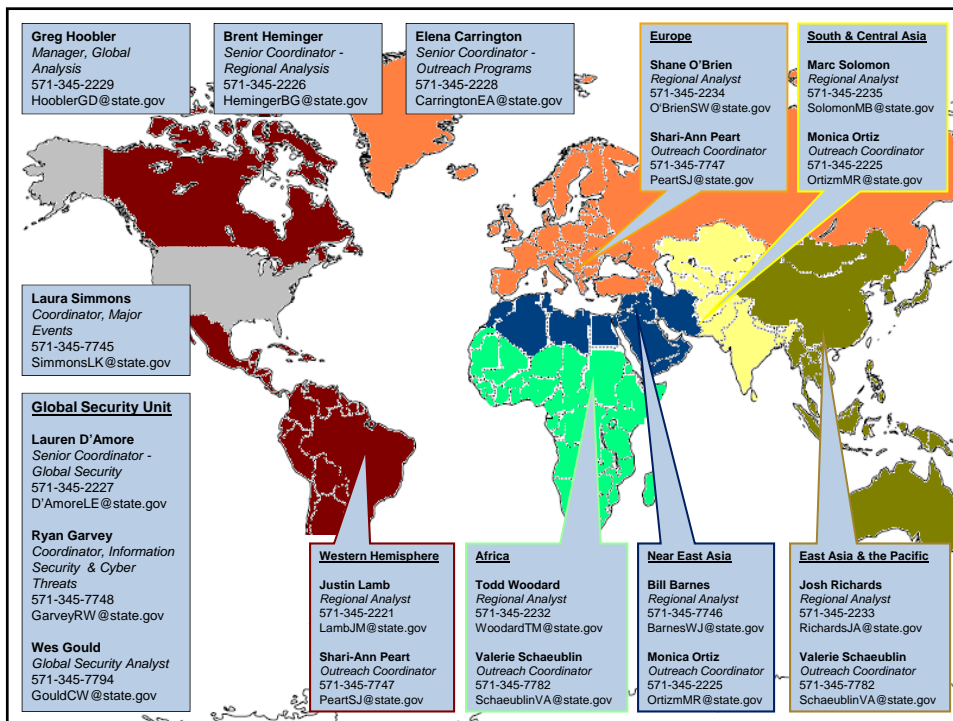 Greg Hoobler
Manager, Global
Analysis
571-345-2229
HooblerGD@state.gov
Brent Heminger
Senior Coordinator -
Regional Analysis
571-345-2226
HemingerBG@state.gov
Elena Carrington
Senior Coordinator -
Outreach Programs
571-345-2228
CarringtonEA@state.gov
Europe
Shane O'Brien
Regional Analyst
571-345-2234
O'BrienSW@state.gov
Shari-Ann Peart
Outreach Coordinator
571-345-7747
PeartSJ@state.gov
South & Central Asia
Marc Solomon
Regional Analyst
571-345-2235
SolomonMB@state.gov
Monica Ortiz
Outreach Coordinator
571-345-2225
OrtizmMR@state.gov
Laura Simmons
Coordinator, Major
Events
571-345-7745
SimmonsLK@state.gov
Global Security Unit
Lauren D'Amore
Senior Coordinator -
Global Security
571-345-2227
D'AmoreLE@state.gov
Ryan Garvey
Coordinator, Information
Security & Cyber
Threats
571-345-7748
GarveyRW@state.gov
Wes Gould
Global Security Analyst
571-345-7794
GouldCW@state.gov
Western Hemisphere
Justin Lamb
Regional Analyst
571-345-2221
LambJM@state.gov
Shari-Ann Peart
Outreach Coordinator
571-345-7747
PeartSJ@state.gov
Africa
Todd Woodard
Regional Analyst
571-345-2232
WoodardTM@state.gov
Valerie Schaeublin
Outreach Coordinator
571-345-7782
SchaeublinVA@state.gov
Near East Asia
Bill Barnes
Regional Analyst
571-345-7746
BarnesWJ@state.gov
Monica Ortiz
Outreach Coordinator
571-345-2225
OrtizmMR@state.gov
East Asia & the Pacific
Josh Richards
Regional Analyst
571-345-2233
RichardsJA@state.gov
Valerie Schaeublin
Outreach Coordinator
571-345-7782
SchaeublinVA@state.gov